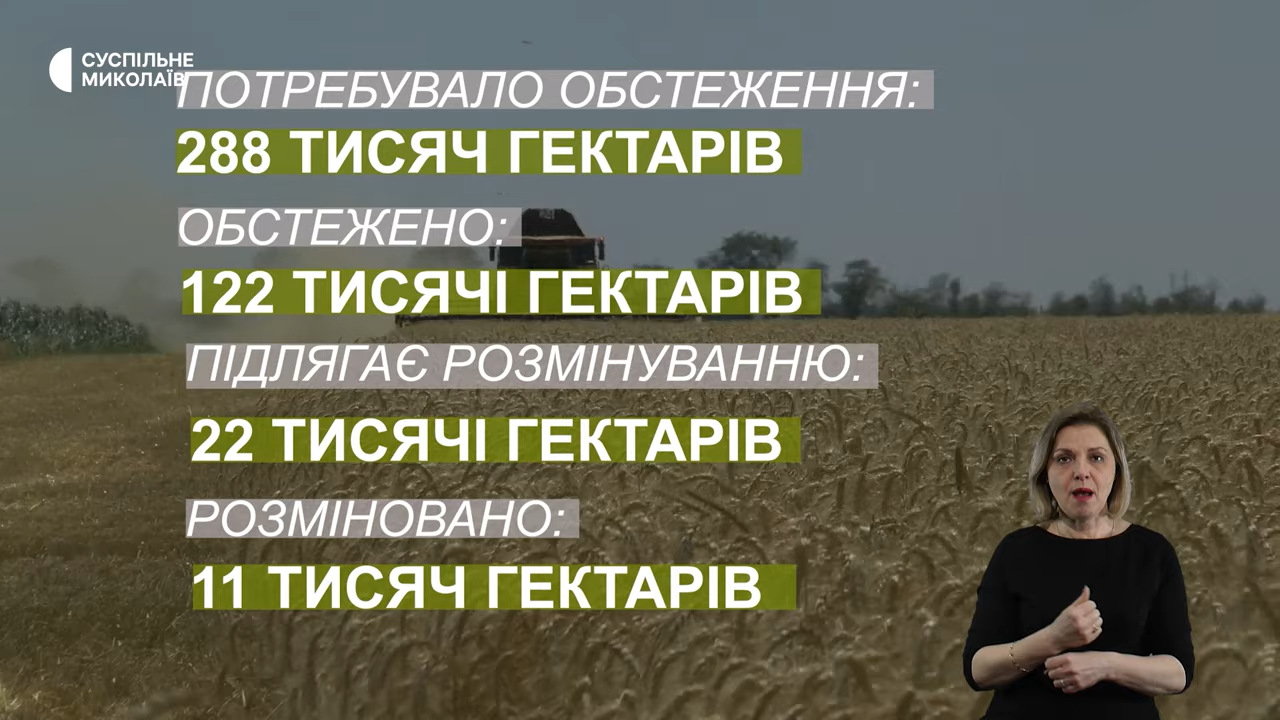 СУСПІЛЬНЕ
МИКОЛАЇВ
ПОТРЕБУВАЛО ОБСТЕЖЕННЯ:
288 ТИСЯЧ ГЕКТАРІВ
ОБСТЕЖЕНО:
122 ТИСЯЧІ ГЕКТАРІВ
ПІДЛЯГАЄ РОЗМІНУВАННЮ:
22 ТИСЯЧІ ГЕКТАРІВ
РОЗМІНОВАНО:
11 ТИСЯЧ ГЕКТАРІВ